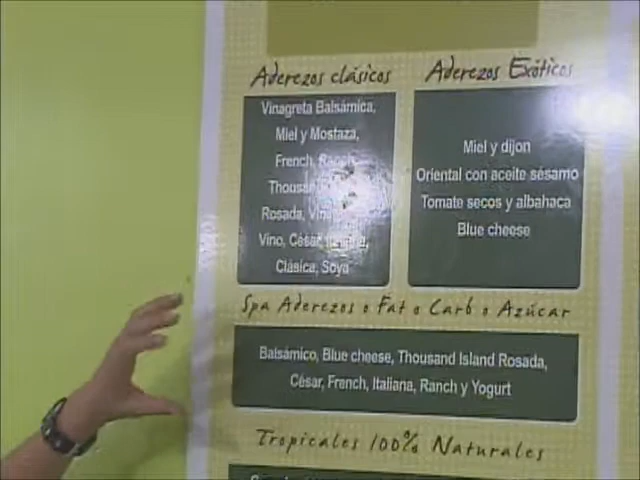 Aderezos clásicos
Vinagreta Balsámica,
Miel y Mostaza,
French, Ranch,
Rosada,
Vino, César,
Clásica, Soya
Aderezos Exóticos
Miel y dijon
Oriental con aceite sésamo
Tomate secos y albahaca
Blue cheese
Spa Aderezos o Fat o Carb o Azúcar
Balsámico, Blue cheese, Thousand Island Rosada,
César, French, Italiana, Ranch y Yogurt
Tropicales 100% Naturales